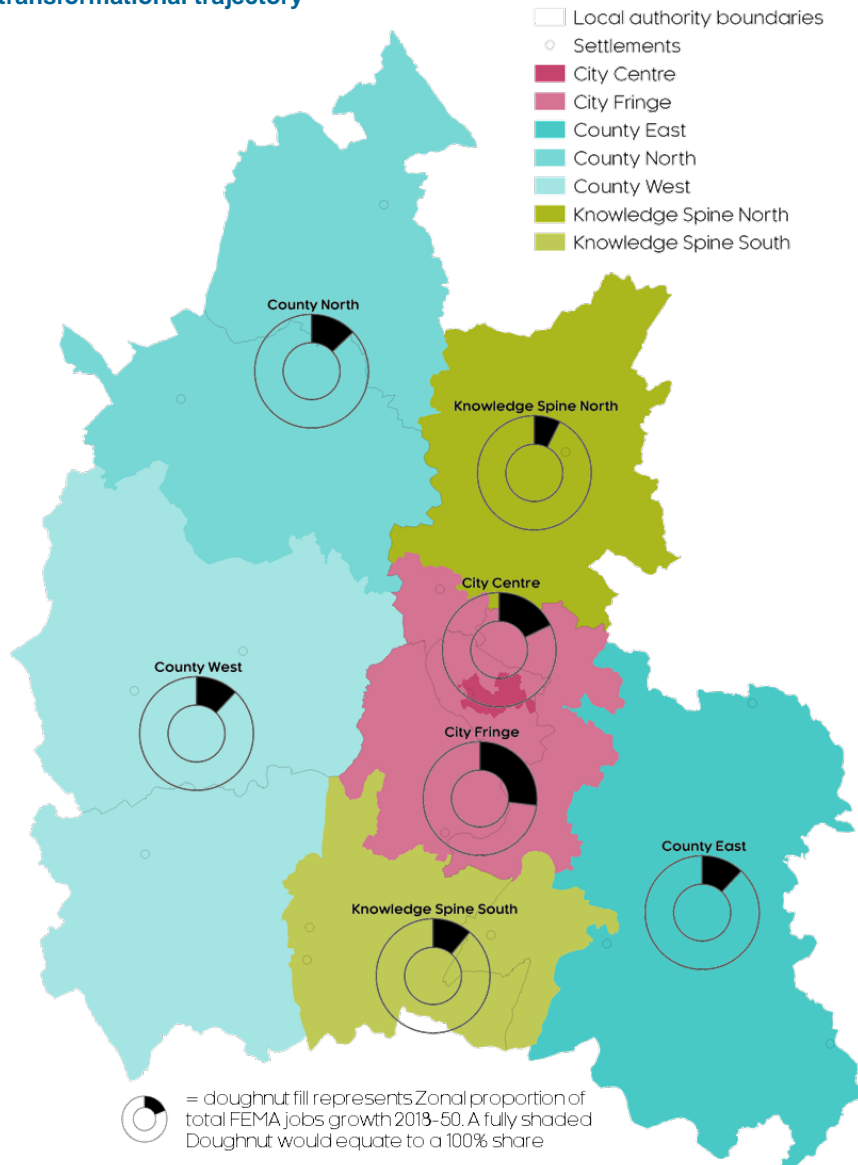 transformational trajectory
Local authority boundaries
Settlements
City Centre
City Fringe
County East
County North
County West
Knowledge Spine North
Knowledge Spine South
County North
Knowledge Spine North
City Centre
County West
City Fringe
County East
Knowledge Spine South
= doughnut fill represents Zonal proportion of
total FEMA jobs growth 2018-50. A fully shaded
Doughnut would equate to a 100% share